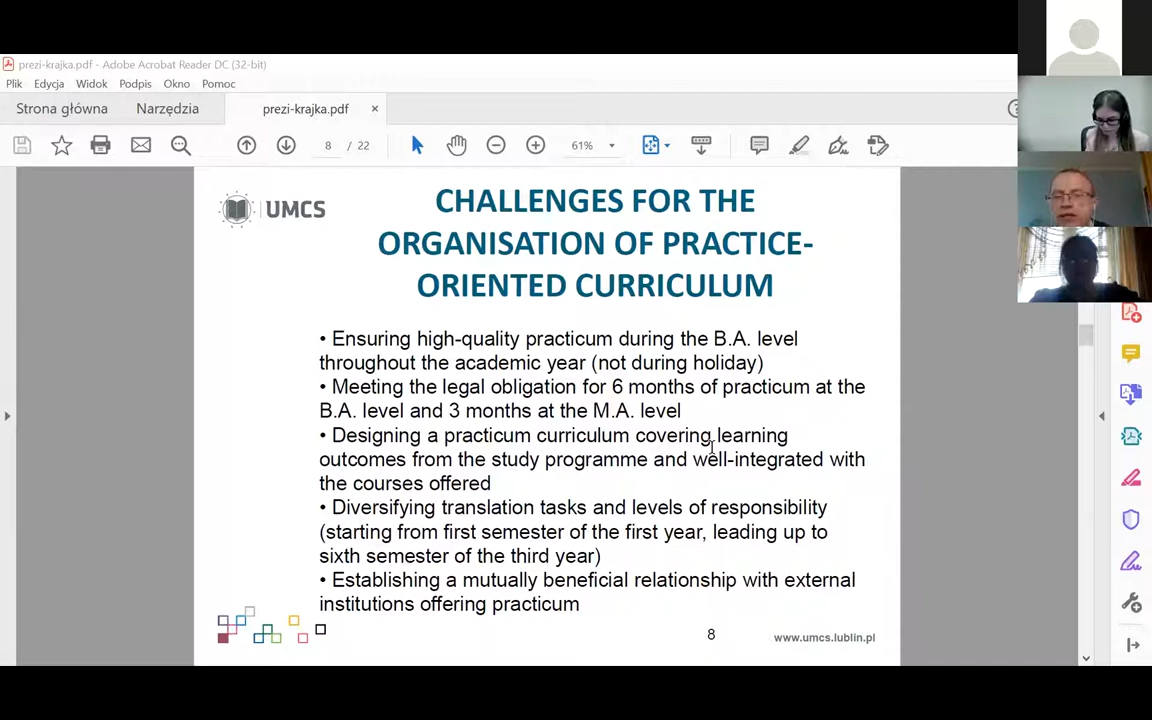 prezi-krajka.pdf - Adobe Acrobat Reader DC (32-bit)
Plik Edycja Widok Podpis Okno Pomoc
Strona główna Narzędzia prezi-krajka.pdf ×
8 / 22 61%
UMCS
CHALLENGES FOR THE
ORGANISATION OF PRACTICE-
ORIENTED CURRICULUM
• Ensuring high-quality practicum during the B.A. level
throughout the academic year (not during holiday)
• Meeting the legal obligation for 6 months of practicum at the
B.A. level and 3 months at the M.A. level
• Designing a practicum curriculum covering learning
outcomes from the study programme and well-integrated with
the courses offered
• Diversifying translation tasks and levels of responsibility
(starting from first semester of the first year, leading up to
sixth semester of the third year)
• Establishing a mutually beneficial relationship with external
institutions offering practicum
8
www.umcs.lublin.pl